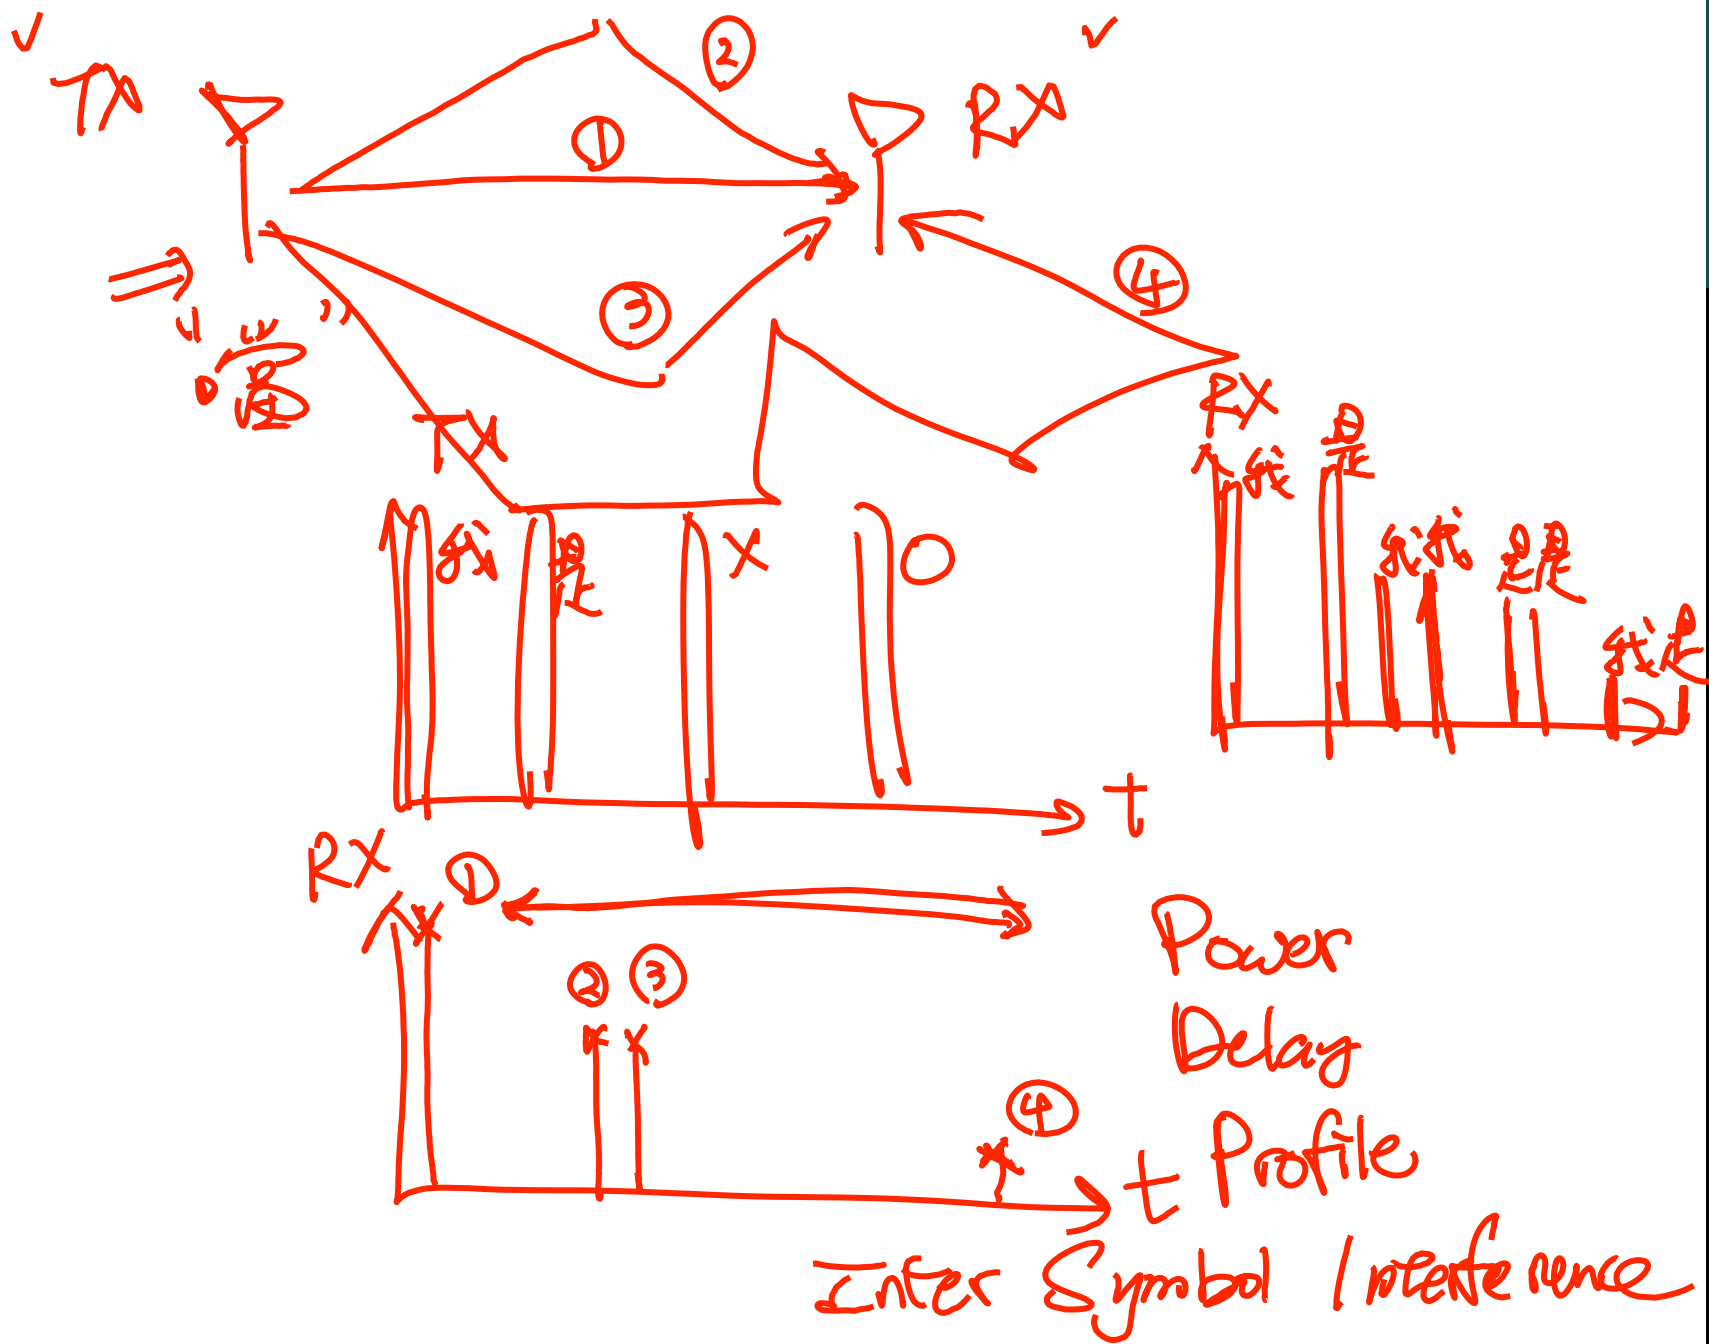 TX
②
RX
①
④
③
TX
RX
我
是
我
是
X
O
我 我
是 是
我 是
t
RX
①
②
③
④
t
Power
Delay
Profile
Inter Symbol Interference